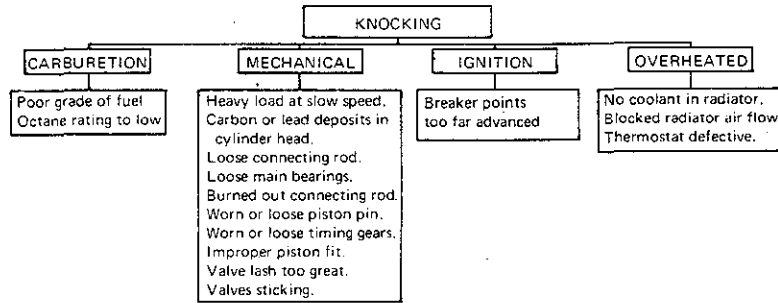 KNOCKING
CARBURETION
Poor grade of fuel
Octane rating to low
MECHANICAL
Heavy load at slow speed.
Carbon or lead deposits in
cylinder head.
Loose connecting rod.
Loose main bearings.
Burned out connecting rod.
Worn or loose piston pin.
Worn or loose timing gears.
Improper piston fit.
Valve lash too great.
Valves sticking.
IGNITION
Breaker points
too far advanced
OVERHEATED
No coolant in radiator.
Blocked radiator air flow
Thermostat defective.